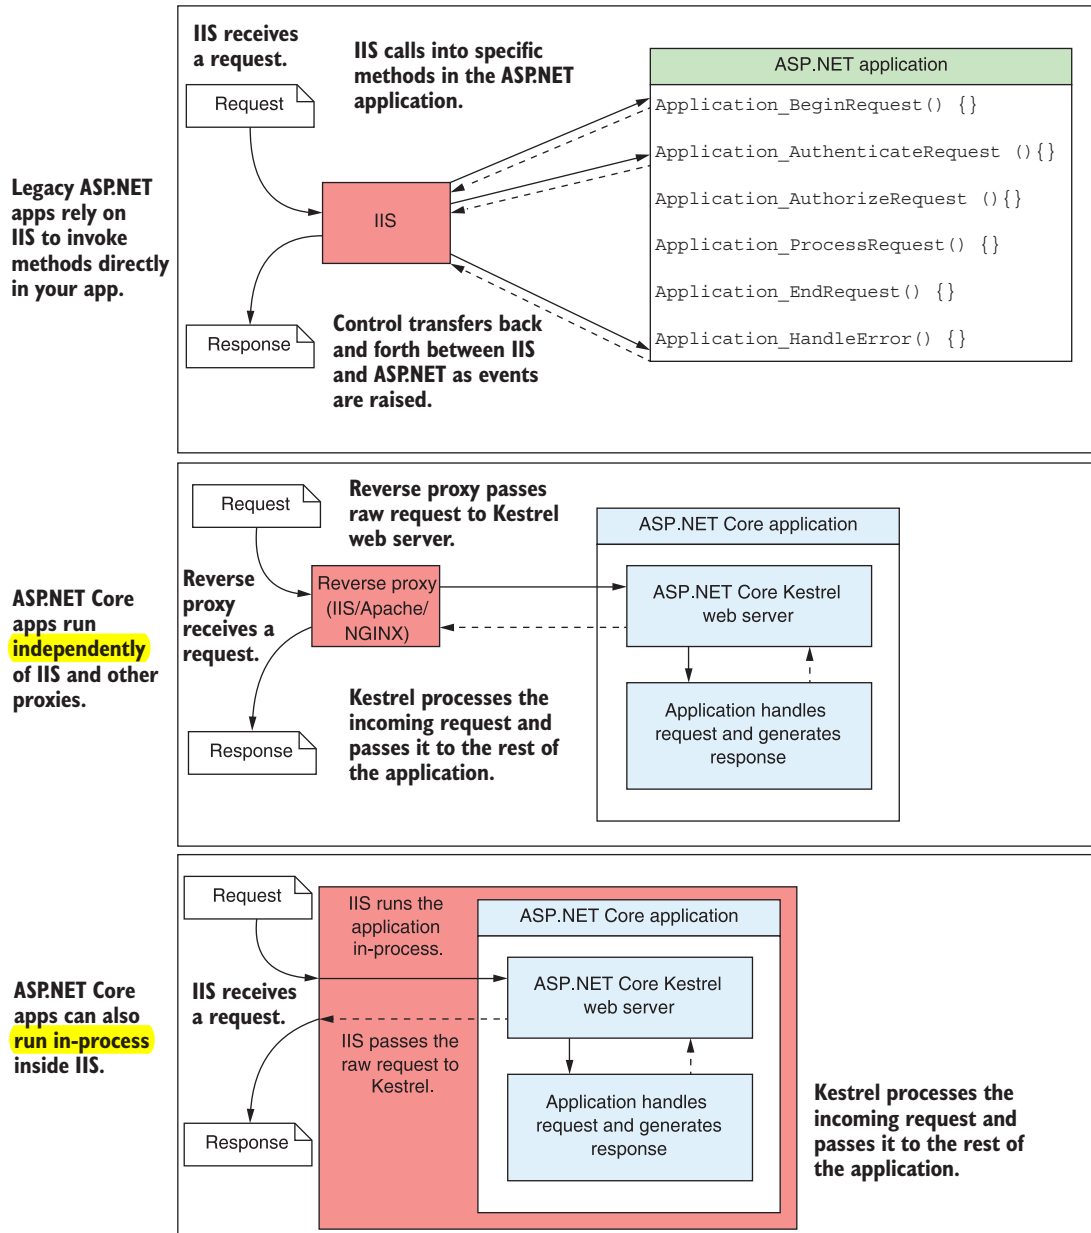 IIS receives
a request.
IIS calls into specific
methods in the ASP.NET
application.
ASP.NET application
Request
Application_BeginRequest() {}
Application_AuthenticateRequest (){}
Legacy ASP.NET
apps rely on
IIS to invoke
methods directly
in your app.
IIS
Application_AuthorizeRequest (){}
Application_ProcessRequest() {}
Application_EndRequest() {}
Application_HandleError() {}
Response
Control transfers back
and forth between IIS
and ASP.NET as events
are raised.
Request
Reverse proxy passes
raw request to Kestrel
web server.
ASP.NET Core application
ASP.NET Core
apps run
independently
of IIS and other
proxies.
Reverse
proxy
receives a
request.
Reverse proxy
(IIS/Apache/
NGINX)
ASP.NET Core Kestrel
web server
Kestrel processes the
incoming request and
passes it to the rest of
the application.
Application handles
request and generates
response
Response
Request
IIS runs the
application
in-process.
ASP.NET Core application
ASP.NET Core
apps can also
run in-process
inside IIS.
IIS receives
a request.
ASP.NET Core Kestrel
web server
IIS passes the
raw request to
Kestrel.
Application handles
request and generates
response
Response
Kestrel processes the
incoming request and
passes it to the rest of
the application.